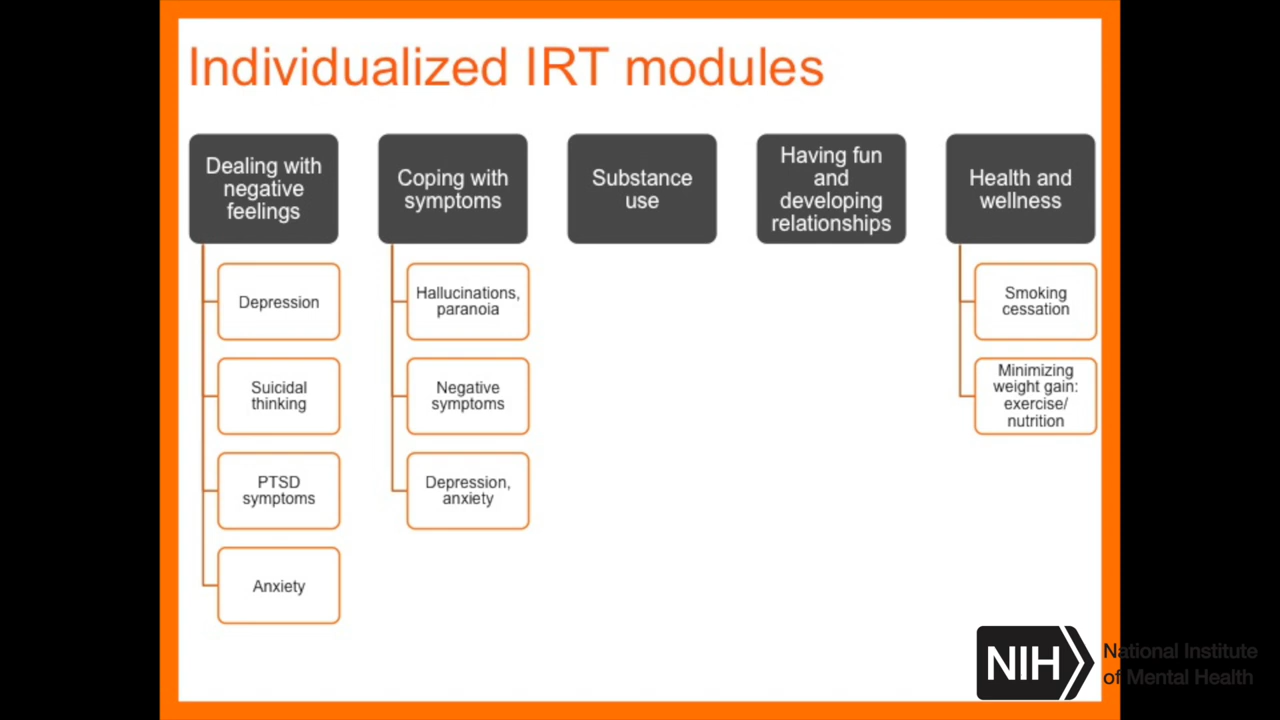 Individualized IRT modules
Dealing with
negative
feelings
Depression
Suicidal
thinking
PTSD
symptoms
Anxiety
Coping with
symptoms
Hallucinations,
paranoia
Negative
symptoms
Depression,
anxiety
Substance
use
Having fun
and
developing
relationships
Health and
wellness
Smoking
cessation
Minimizing
weight gain:
exercise/
nutrition
NIH
National Institute
of Mental Health